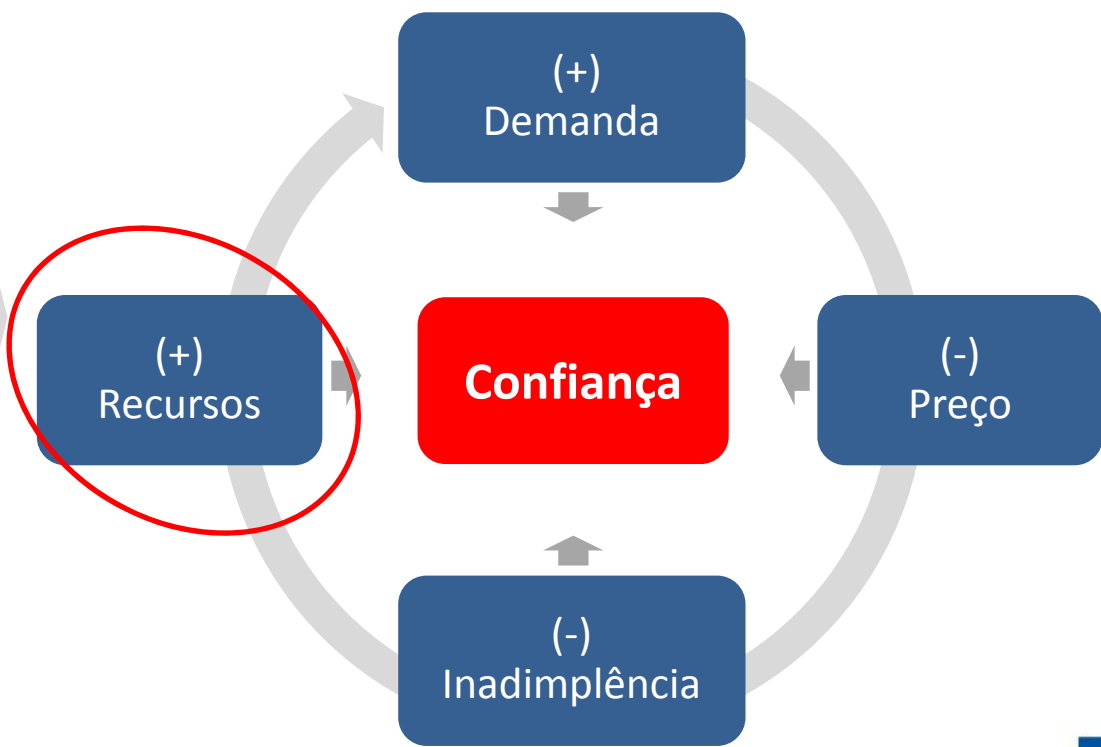 (+)
Demanda
(+)
Recursos
Confiança
(-)
Preço
(-)
Inadimplência